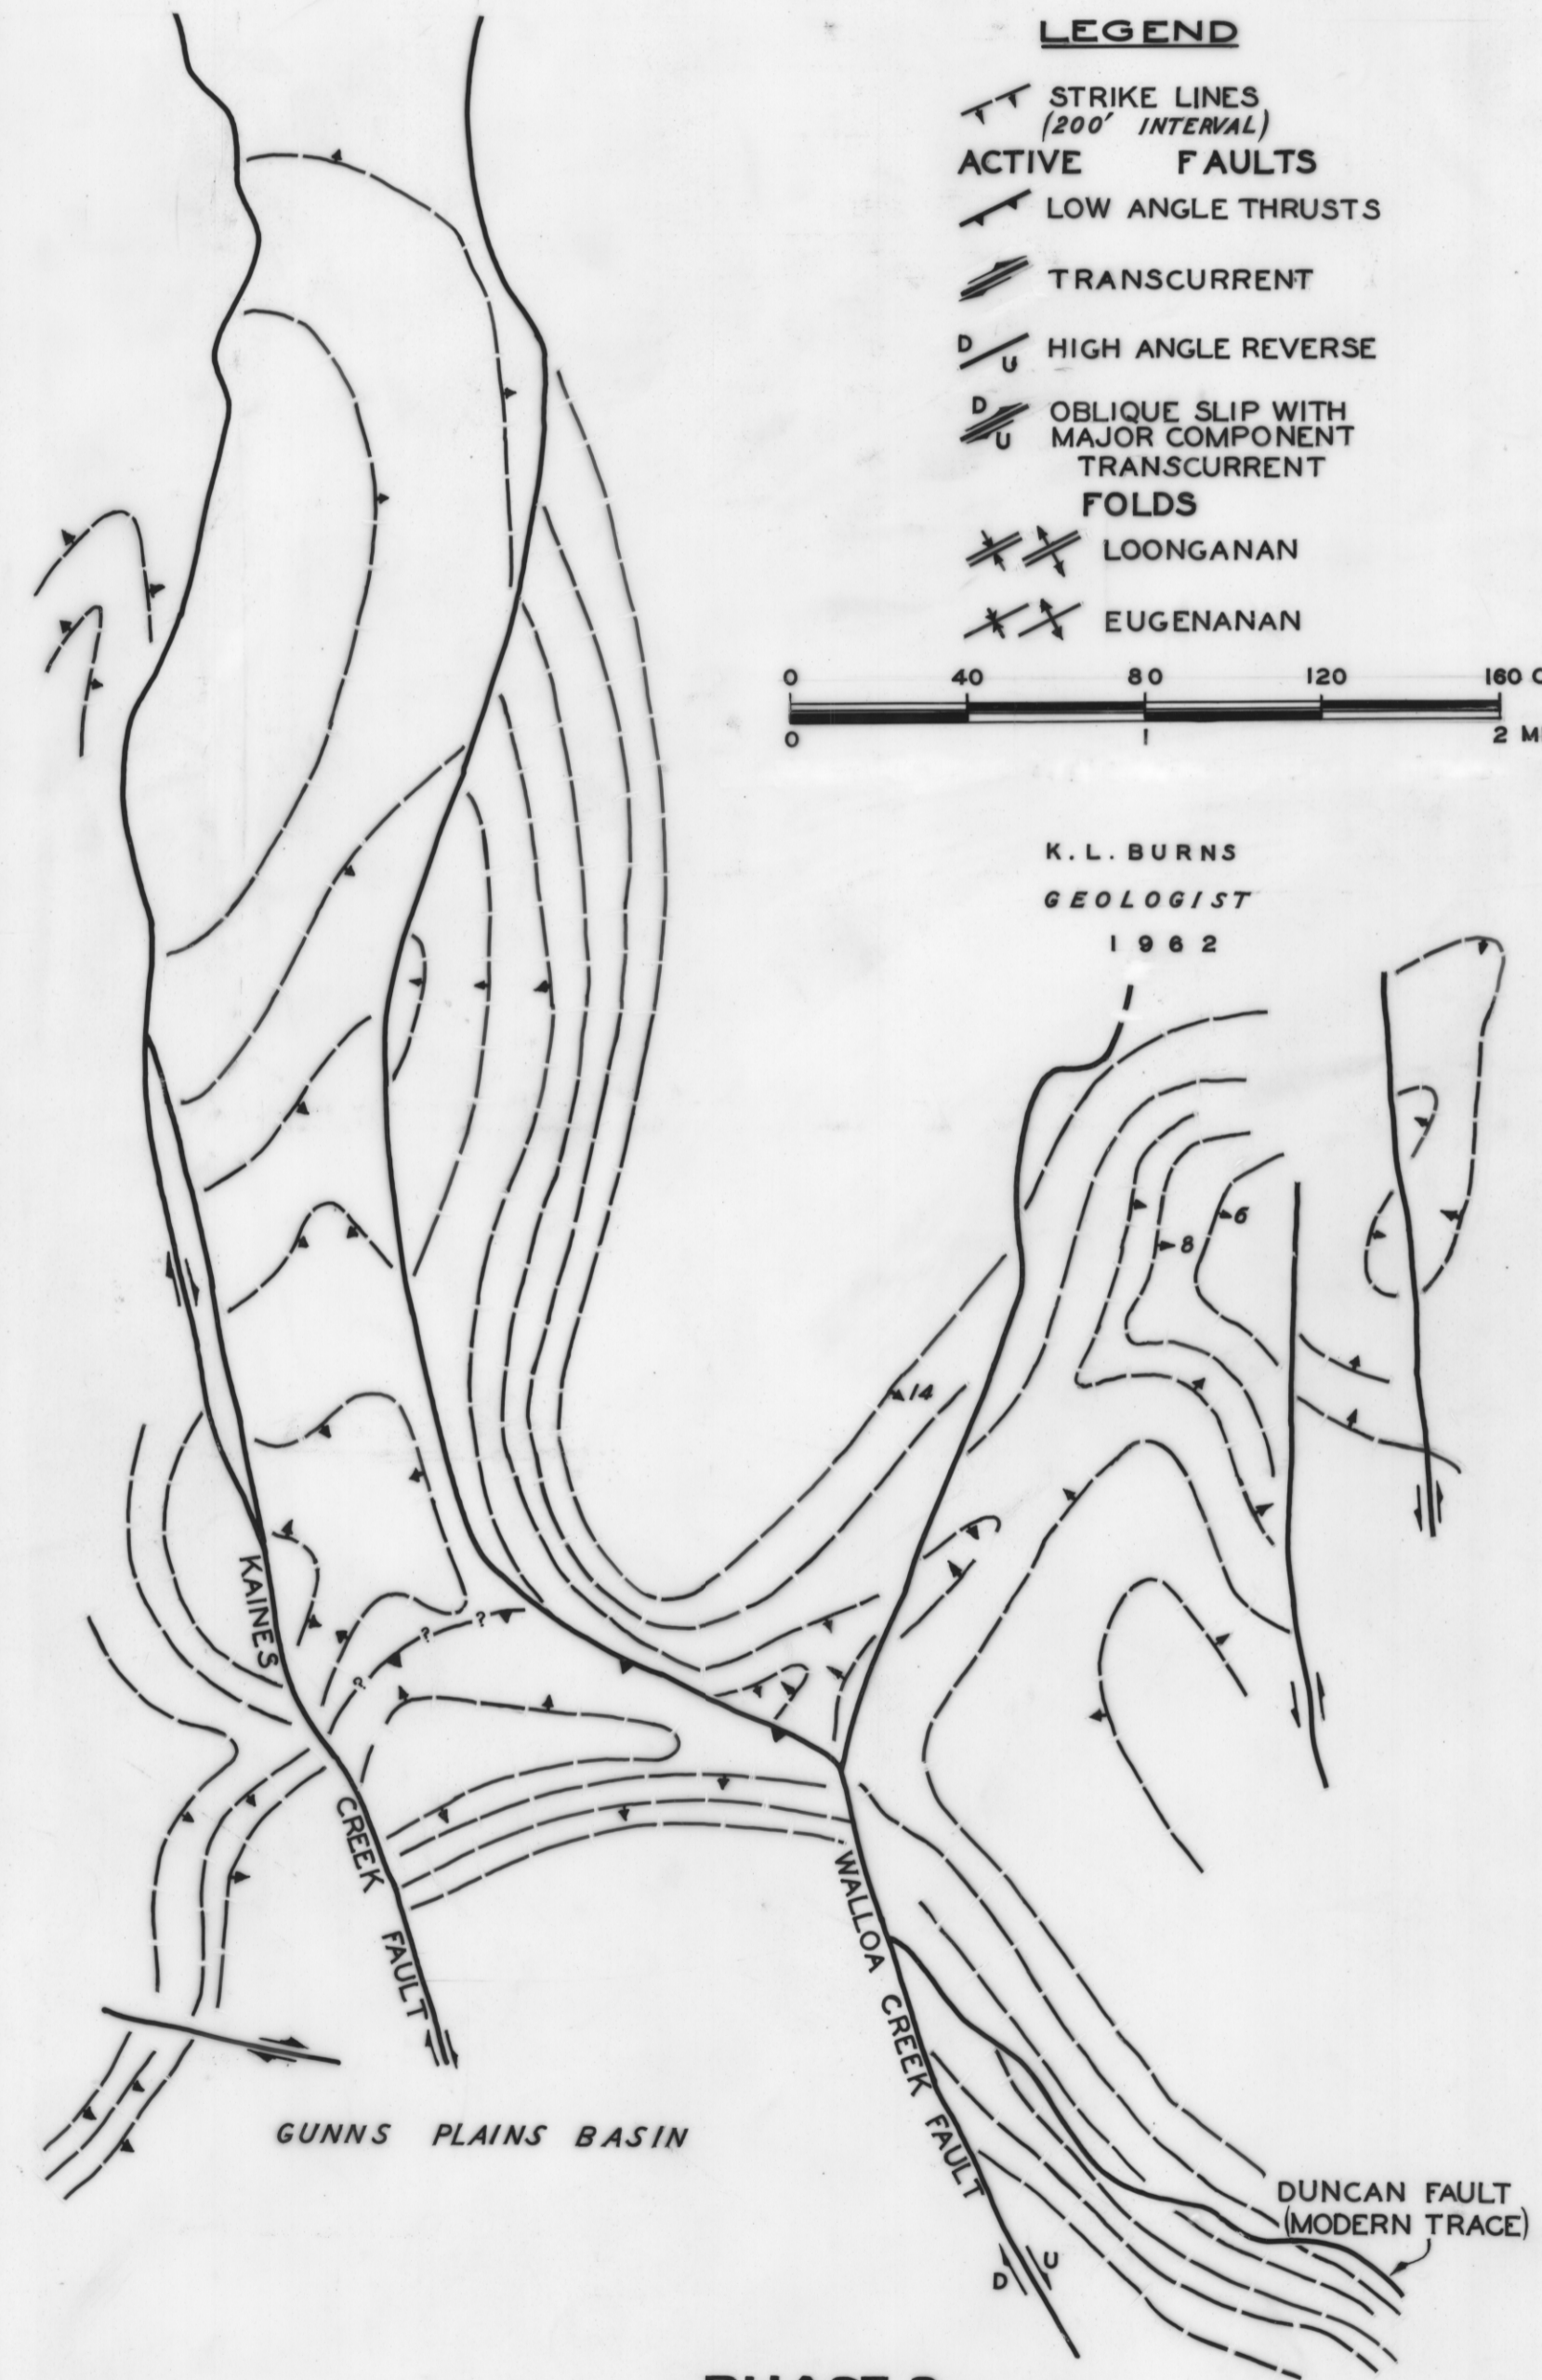 LEGEND
STRIKE LINES
(200' INTERVAL)
ACTIVE FAULTS
LOW ANGLE THRUSTS
TRANSCURRENT
D
U
HIGH ANGLE REVERSE
D
U
OBLIQUE SLIP WITH
MAJOR COMPONENT
TRANSCURRENT
FOLDS
LOONGANAN
EUGENANAN
0 40 80 120 160
0 1 2
K. L. BURNS
GEOLOGIST
1962
6
8
14
? ? ?
KAINES
CREEK
FAULT
WALLOA
CREEK
FAULT
GUNNS PLAINS BASIN
DUNCAN FAULT
(MODERN TRACE)
U
D